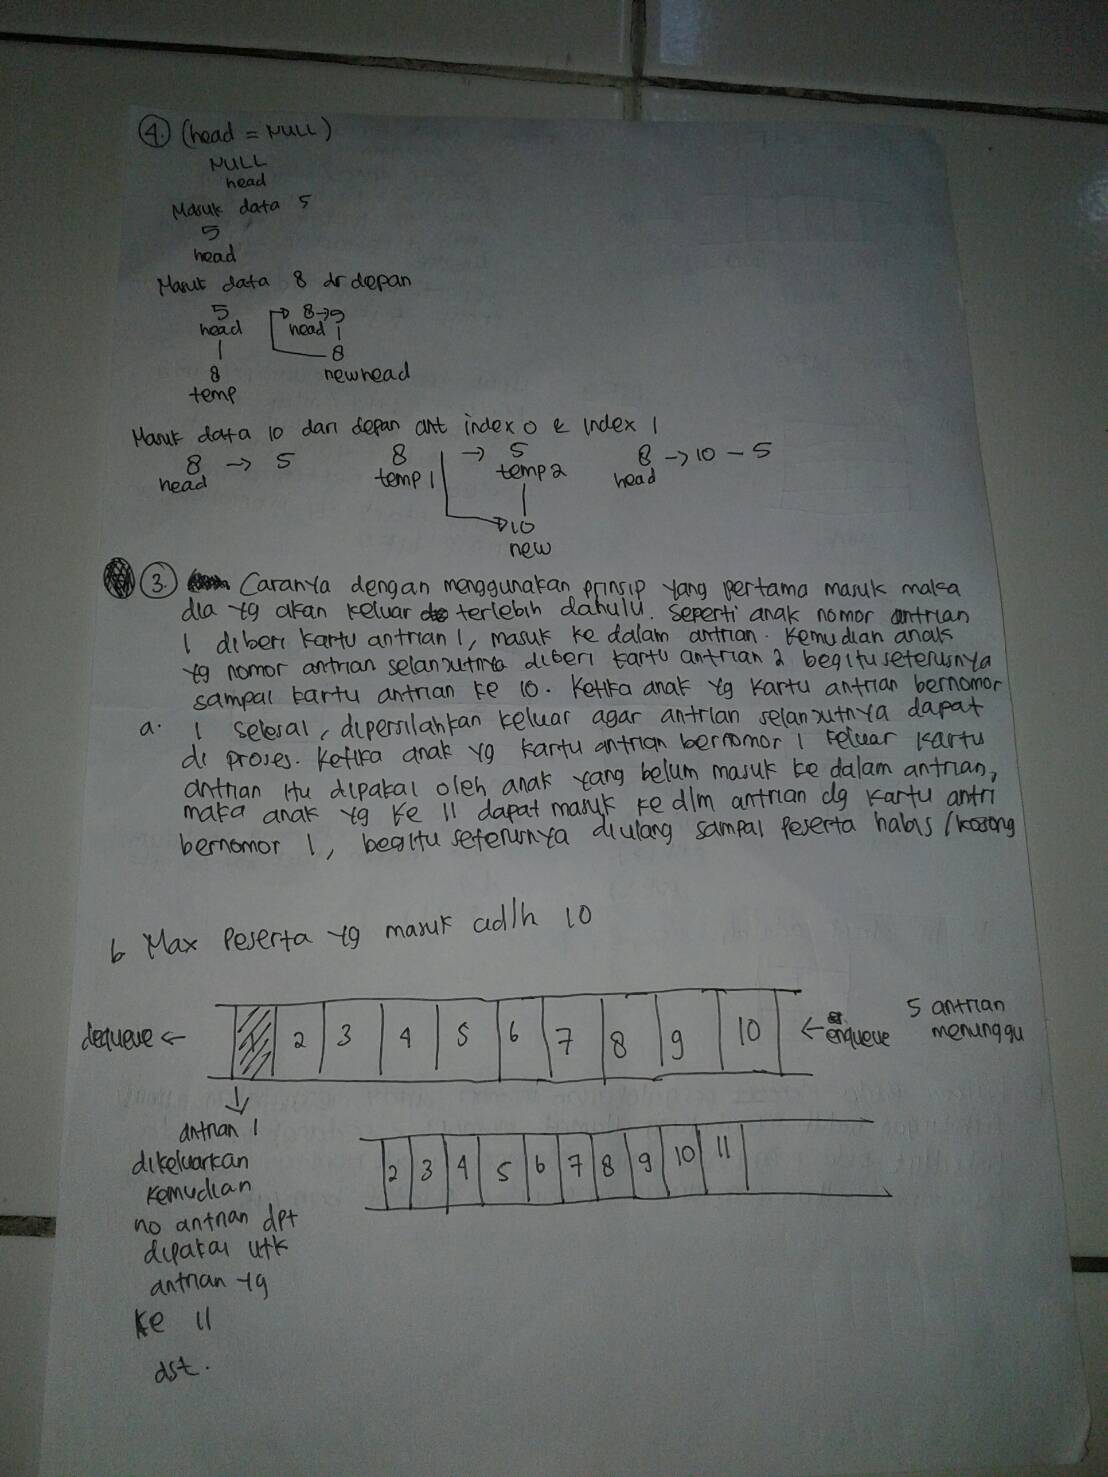 4. (head = NULL)
NULL
head
Masuk data 5
5
head
Masuk data 8 dr depan
5 8 → 5
head head
8 8
temp newhead
Masuk data 10 dari depan ant index 0 & index 1
8 → 5 8 → 5 8 → 10 – 5
head temp 1 temp 2 head
10
new
3. Caranya dengan menggunakan prinsip yang pertama masuk maka
dia yg akan keluar terlebih dahulu. Seperti anak nomor antrian
1 diberi kartu antrian 1, masuk ke dalam antrian. Kemudian anak
yg nomor antrian selanxutnya diberi kartu antrian 2 begitu seterusnya
sampai kartu antrian ke 10. Ketika anak yg kartu antrian bernomor
a. 1 selesai, dipersilahkan keluar agar antrian selanxutnya dapat
di proses. Ketika anak yg kartu antrian bernomor 1 keluar kartu
antrian itu dipakai oleh anak yang belum masuk ke dalam antrian,
maka anak yg ke 11 dapat masuk ke dlm antrian dg kartu antri
bernomor 1, begitu seterusnya diulang sampai peserta habis / kosong
b Max Peserta yg masuk adlh 10
dequeue ← 2 3 4 5 6 7 8 9 10 ← enqueue 5 antrian
menunggu
antrian 1
dikeluarkan
kemudian
no antrian dpt
dipakai utk
antrian yg
ke 11
dst.
2 3 4 5 6 7 8 9 10 11